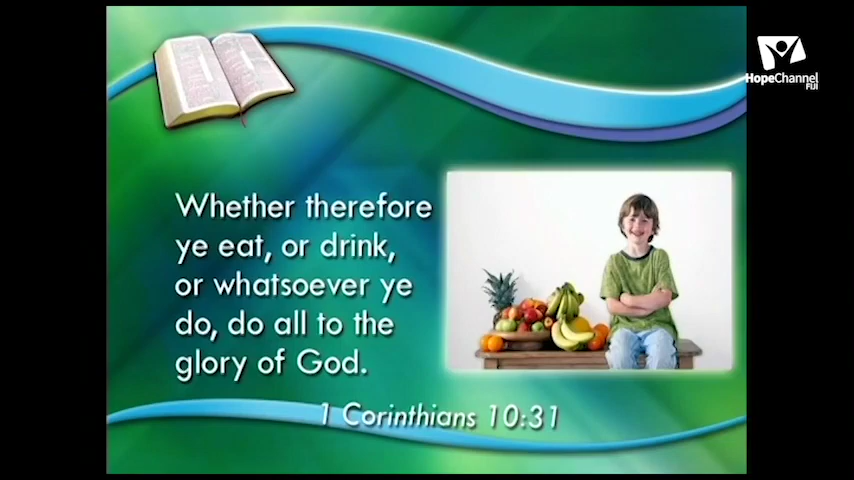 HopeChannel
FIJI
Whether therefore
ye eat, or drink,
or whatsoever ye
do, do all to the
glory of God.
1 Corinthians 10:31